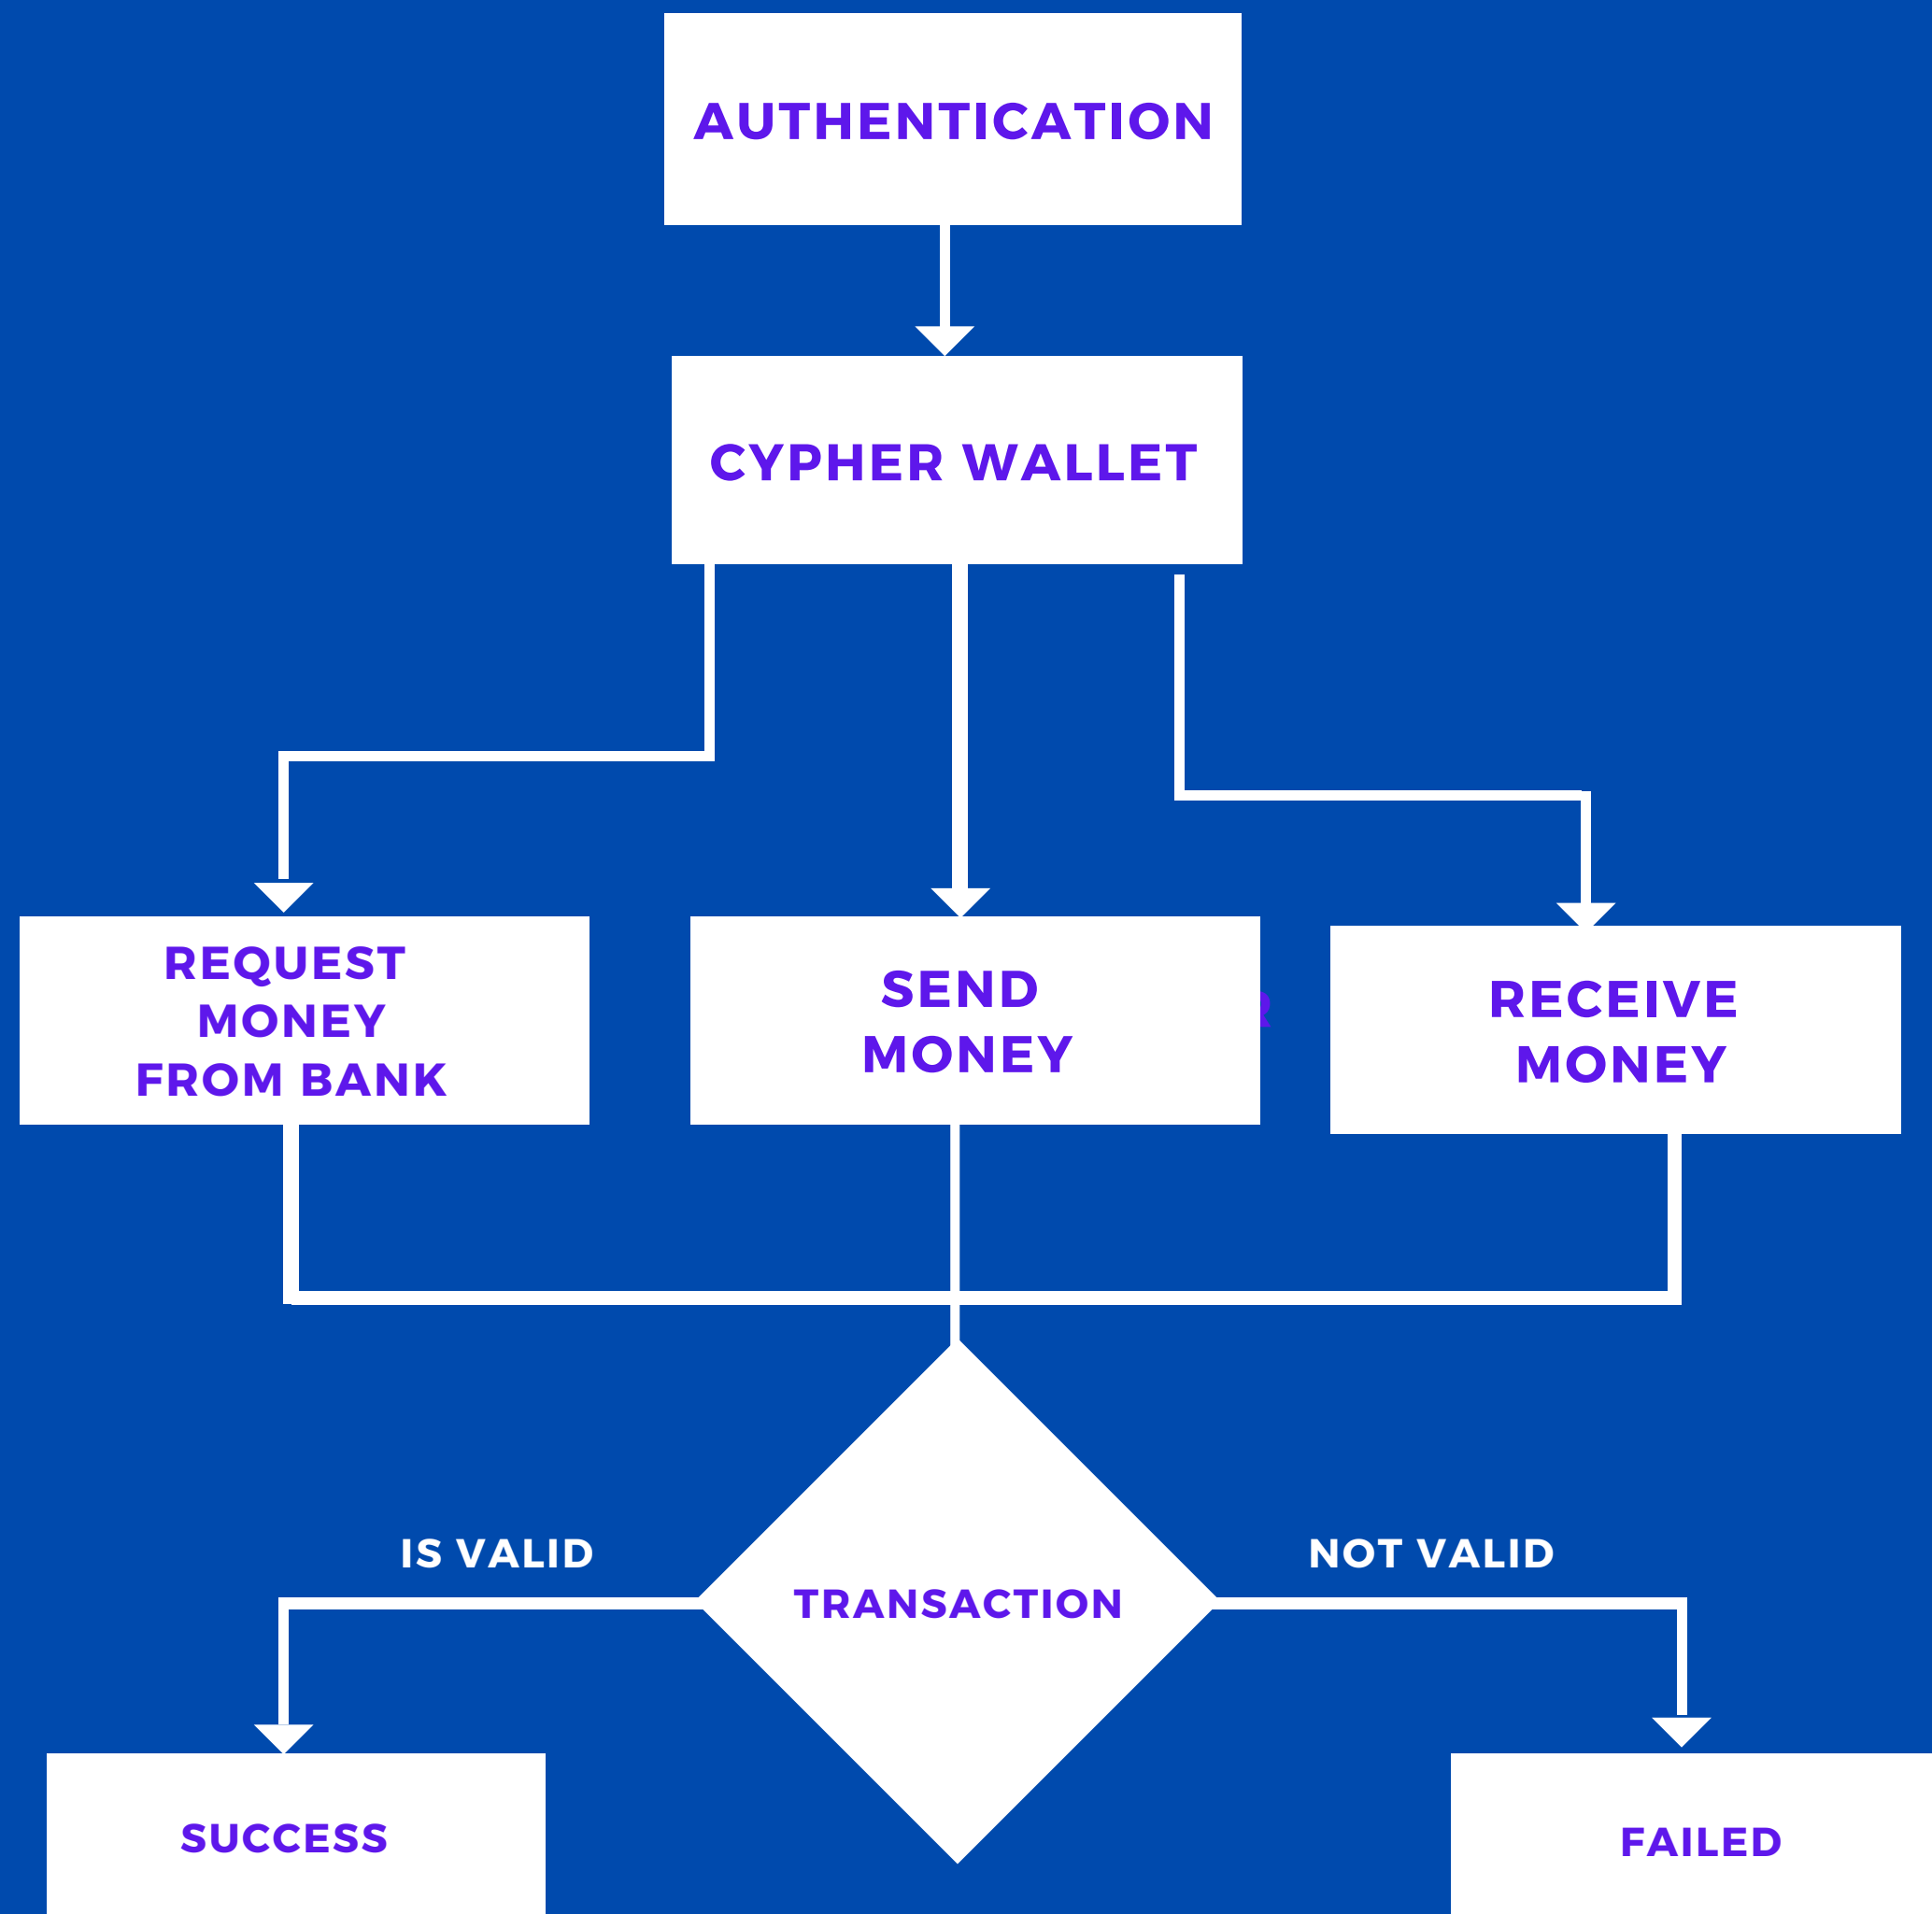 AUTHENTICATION
CYPHER WALLET
REQUEST
MONEY
FROM BANK
SEND
MONEY
RECEIVE
MONEY
IS VALID
NOT VALID
TRANSACTION
SUCCESS
FAILED